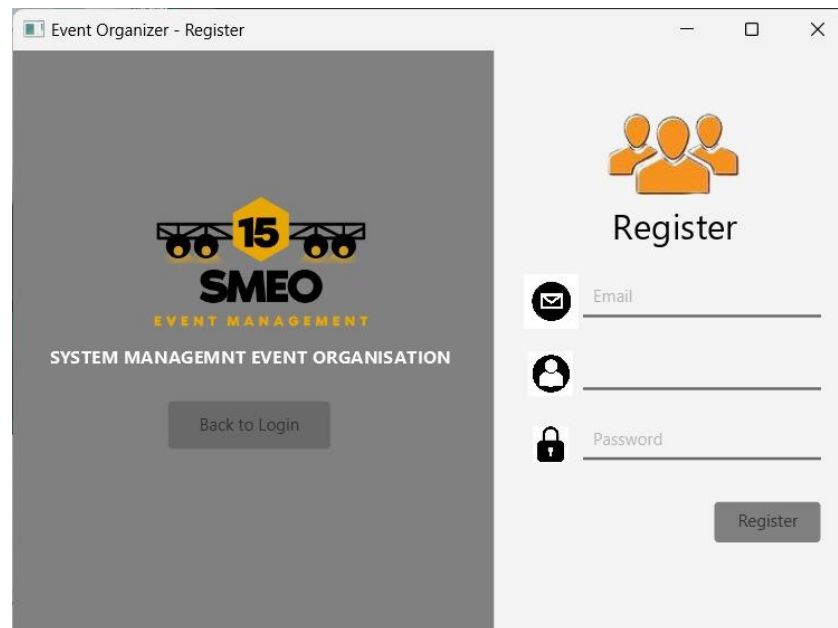 Event Organizer - Register
15
SMEO
EVENT MANAGEMENT
SYSTEM MANAGEMNT EVENT ORGANISATION
Back to Login
Register
Email
Password
Register